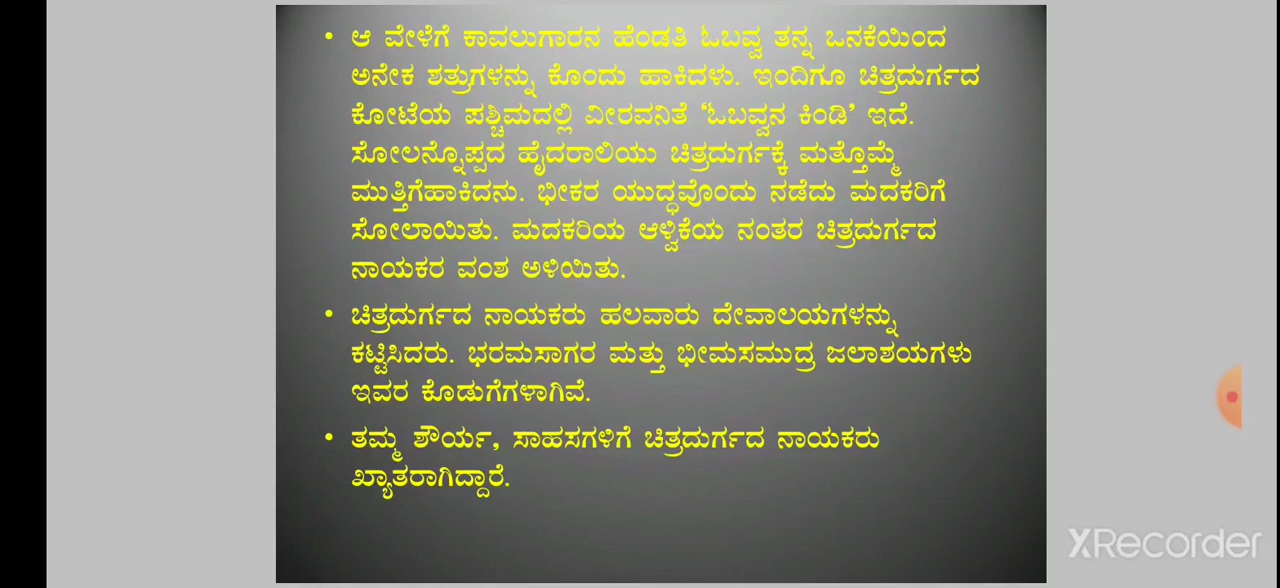 • ಆ ವೇಳೆಗೆ ಕಾವಲುಗಾರನ ಹೆಂಡತಿ ಓಬವ್ವ ತನ್ನ ಒನಕೆಯಿಂದ
ಅನೇಕ ಶತ್ರುಗಳನ್ನು ಕೊಂದು ಹಾಕಿದಳು. ಇಂದಿಗೂ ಚಿತ್ರದುರ್ಗದ
ಕೋಟೆಯ ಪಶ್ಚಿಮದಲ್ಲಿ ವೀರವನಿತೆ ‘ಓಬವ್ವನ ಕಿಂಡಿ’ ಇದೆ.
ಸೋಲನ್ನೊಪ್ಪದ ಹೈದರಾಲಿಯು ಚಿತ್ರದುರ್ಗಕ್ಕೆ ಮತ್ತೊಮ್ಮೆ
ಮುತ್ತಿಗೆಹಾಕಿದನು. ಭೀಕರ ಯುದ್ಧವೊಂದು ನಡೆದು ಮದಕರಿಗೆ
ಸೋಲಾಯಿತು. ಮದಕರಿಯ ಆಳ್ವಿಕೆಯ ನಂತರ ಚಿತ್ರದುರ್ಗದ
ನಾಯಕರ ವಂಶ ಅಳಿಯಿತು.
• ಚಿತ್ರದುರ್ಗದ ನಾಯಕರು ಹಲವಾರು ದೇವಾಲಯಗಳನ್ನು
ಕಟ್ಟಿಸಿದರು. ಭರಮಸಾಗರ ಮತ್ತು ಭೀಮಸಮುದ್ರ ಜಲಾಶಯಗಳು
ಇವರ ಕೊಡುಗೆಗಳಾಗಿವೆ.
• ತಮ್ಮ ಶೌರ್ಯ, ಸಾಹಸಗಳಿಗೆ ಚಿತ್ರದುರ್ಗದ ನಾಯಕರು
ಖ್ಯಾತರಾಗಿದ್ದಾರೆ.
XRecorder